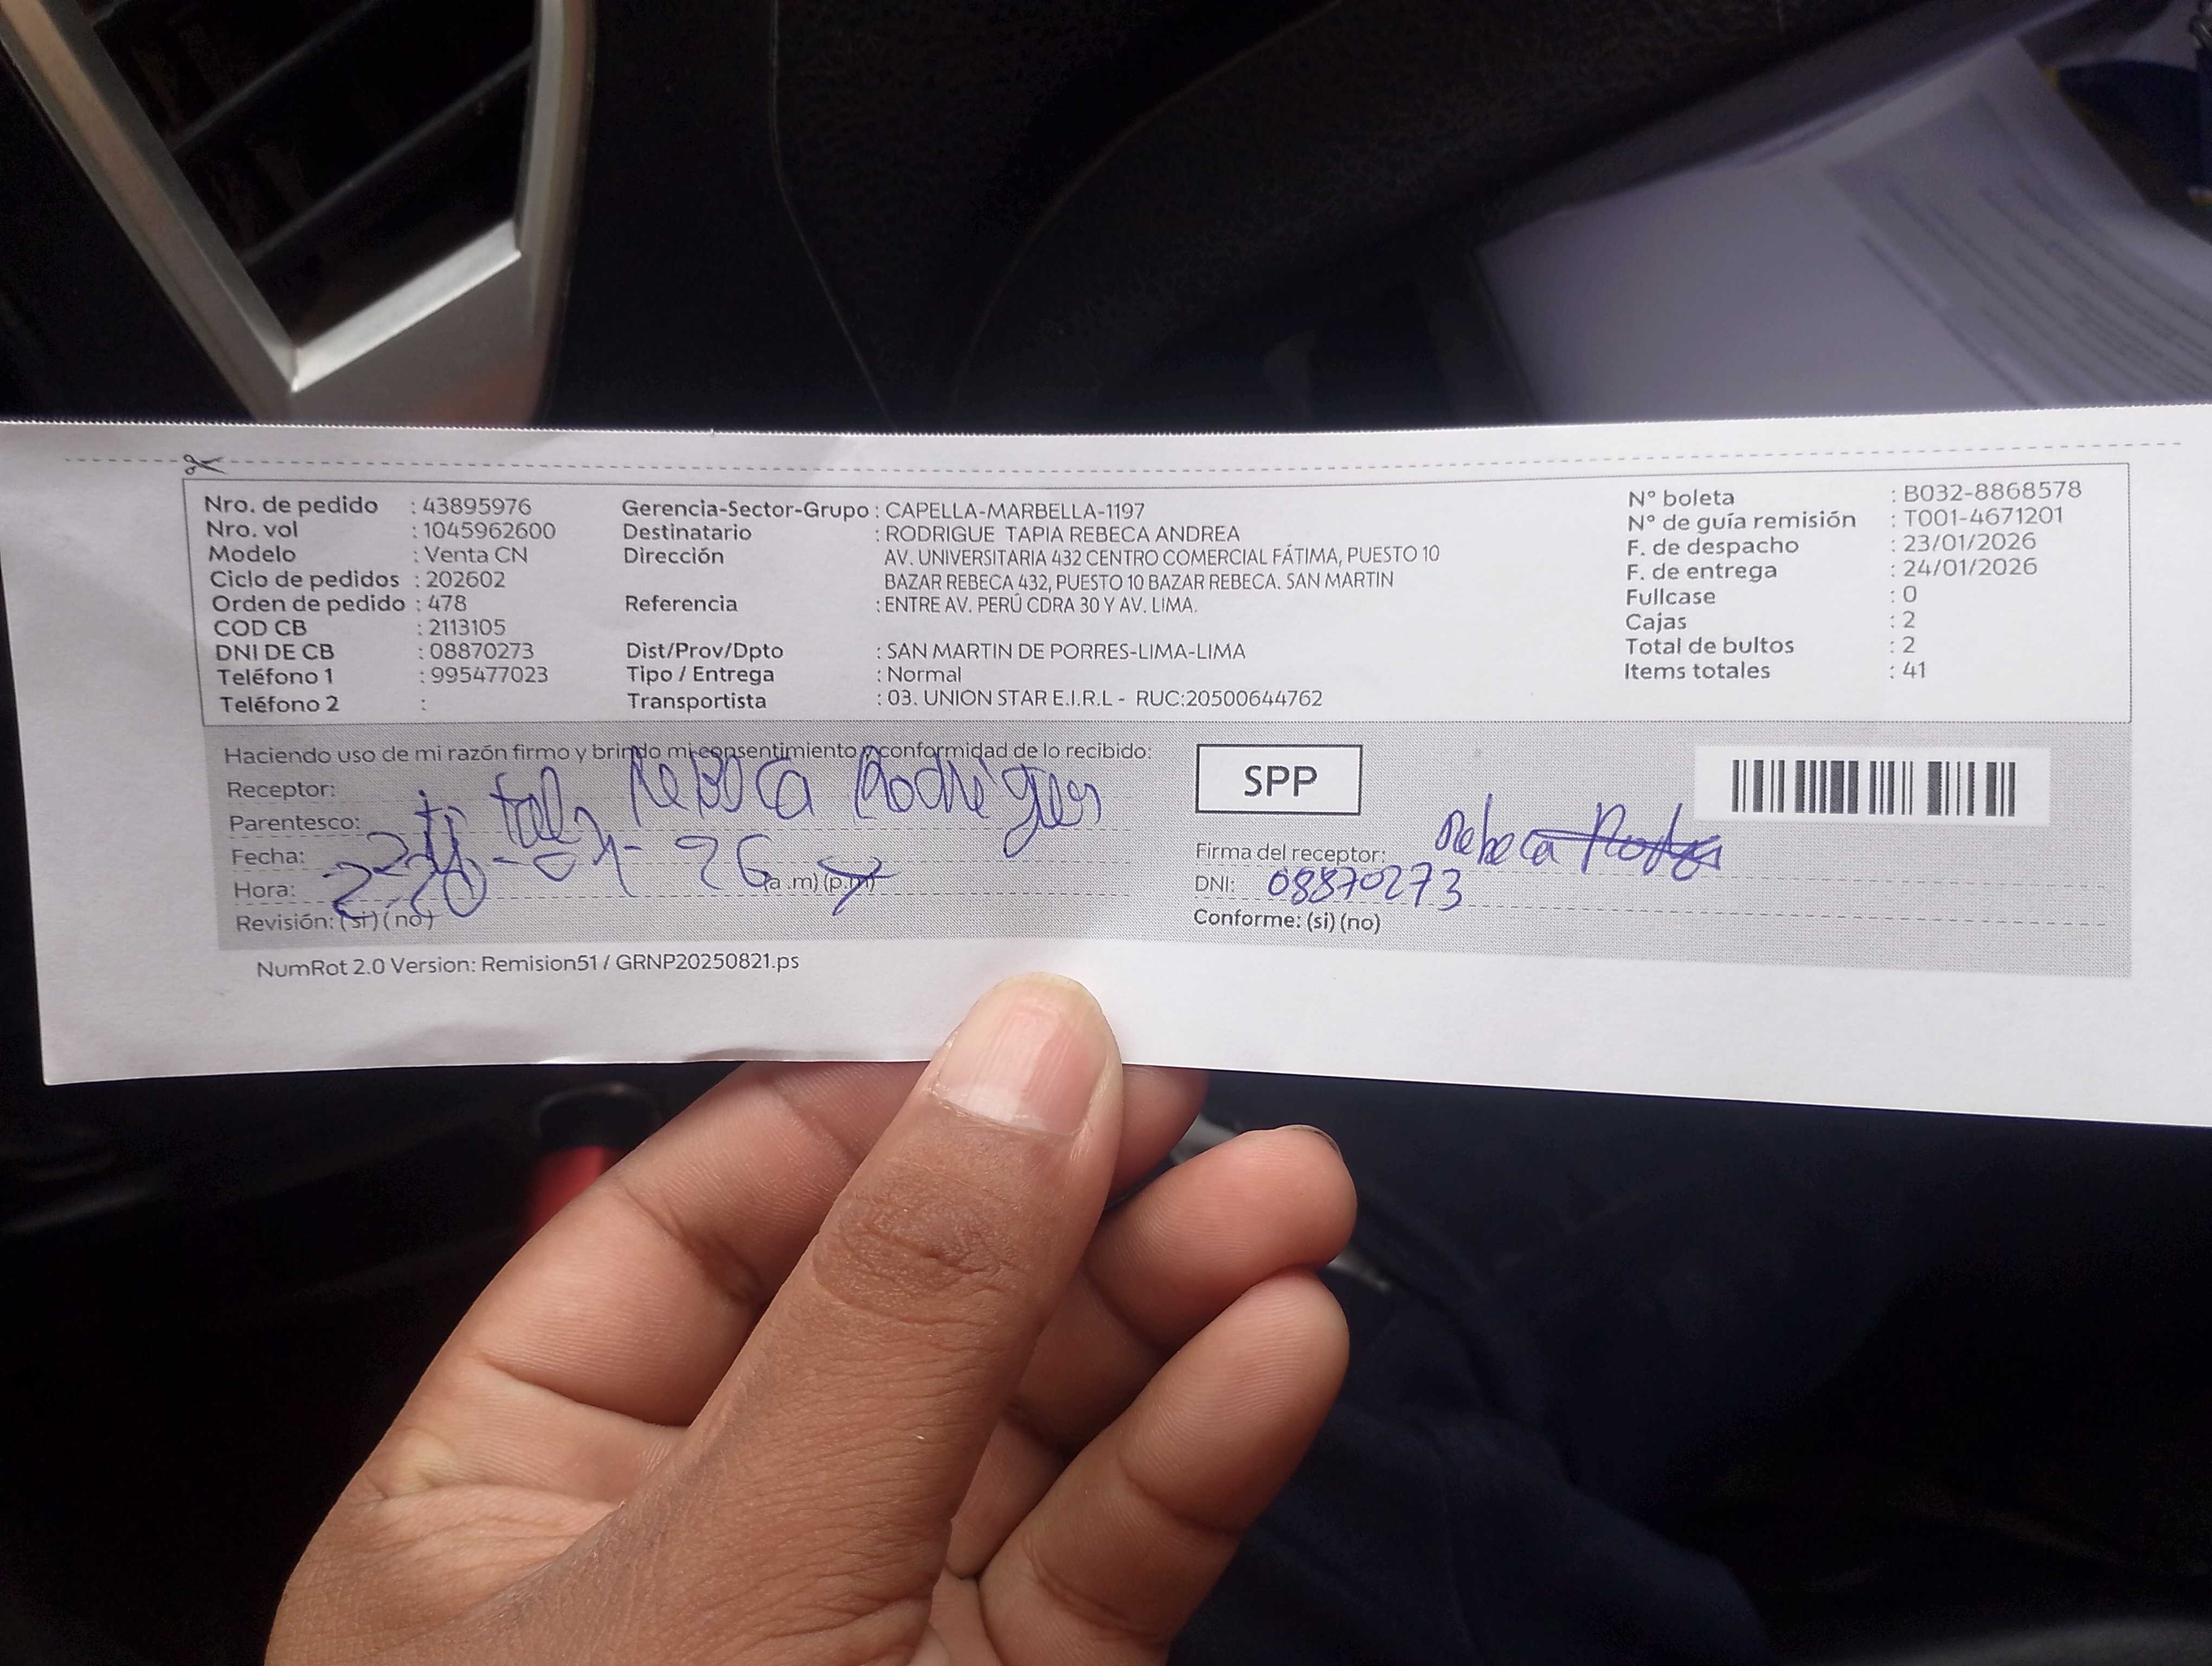 Nro. de pedido : 43895976
Nro. vol : 1045962600
Modelo : Venta CN
Ciclo de pedidos : 202602
Orden de pedido : 478
COD CB : 2113105
DNI DE CB : 08870273
Teléfono 1 : 995477023
Teléfono 2 :
Gerencia-Sector-Grupo : CAPELLA-MARBELLA-1197
Destinatario : RODRIGUE TAPIA REBECA ANDREA
Dirección AV. UNIVERSITARIA 432 CENTRO COMERCIAL FÁTIMA, PUESTO 10
BAZAR REBECA 432, PUESTO 10 BAZAR REBECA. SAN MARTIN
Referencia : ENTRE AV. PERÚ CDRA 30 Y AV. LIMA.
Dist/Prov/Dpto : SAN MARTIN DE PORRES-LIMA-LIMA
Tipo / Entrega : Normal
Transportista : 03. UNION STAR E.I.R.L - RUC:20500644762
N° boleta : B032-8868578
N° de guía remisión : T001-4671201
F. de despacho : 23/01/2026
F. de entrega : 24/01/2026
Fullcase : 0
Cajas : 2
Total de bultos : 2
Items totales : 41
Haciendo uso de mi razón firmo y brindo mi consentimiento y conformidad de lo recibido:
Receptor: Rebeca
Parentesco:
Fecha:
Hora: (a.m) (p.m)
Revisión: (si) (no)
SPP
Firma del receptor: Rebeca
DNI: 08870273
Conforme: (si) (no)
NumRot 2.0 Version: Remision51 / GRNP20250821.ps